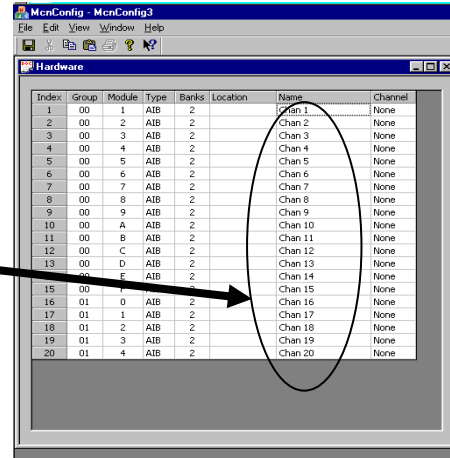 McnConfig - McnConfig3
File Edit View Window Help
Hardware
Index Group Module Type Banks Location Name Channel
1 00 1 AIB 2 Chan 1 None
2 00 2 AIB 2 Chan 2 None
3 00 3 AIB 2 Chan 3 None
4 00 4 AIB 2 Chan 4 None
5 00 5 AIB 2 Chan 5 None
6 00 6 AIB 2 Chan 6 None
7 00 7 AIB 2 Chan 7 None
8 00 8 AIB 2 Chan 8 None
9 00 9 AIB 2 Chan 9 None
10 00 A AIB 2 Chan 10 None
11 00 B AIB 2 Chan 11 None
12 00 C AIB 2 Chan 12 None
13 00 D AIB 2 Chan 13 None
14 00 E AIB 2 Chan 14 None
15 00 AIB 2 Chan 15 None
16 01 0 AIB 2 Chan 16 None
17 01 1 AIB 2 Chan 17 None
18 01 2 AIB 2 Chan 18 None
19 01 3 AIB 2 Chan 19 None
20 01 4 AIB 2 Chan 20 None